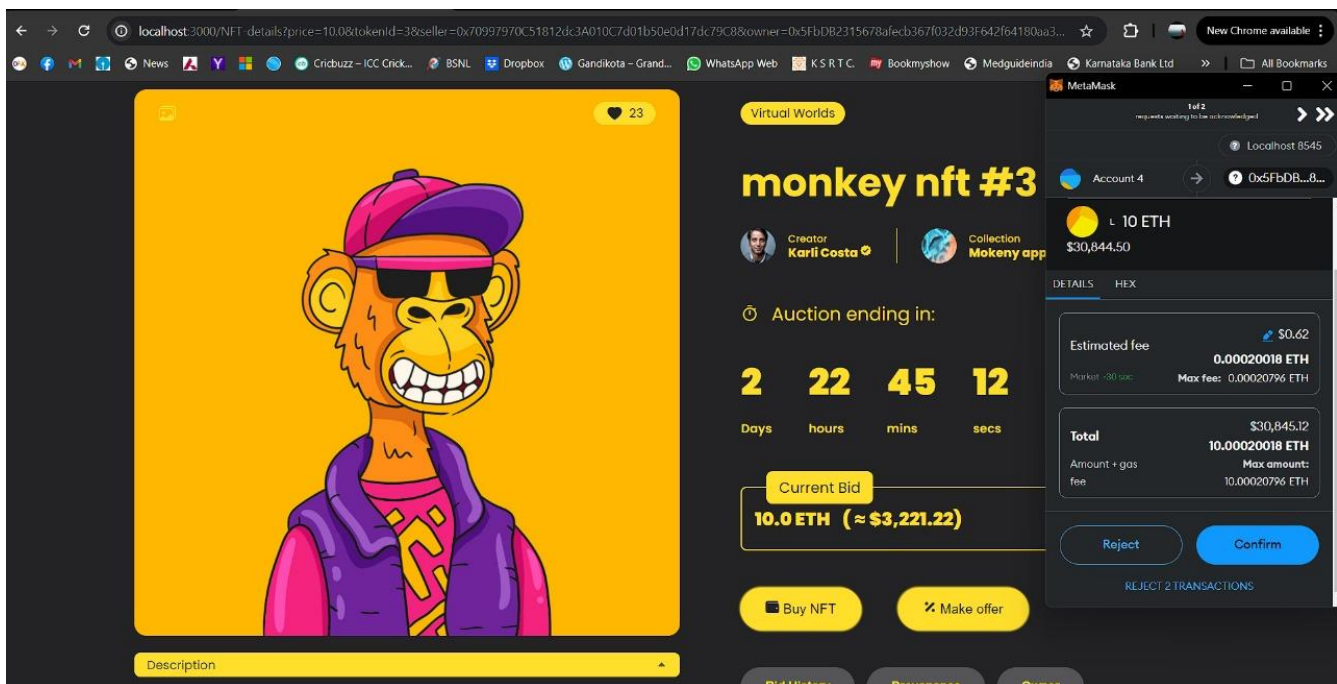 localhost:3000/NFT-details?price=10.0&tokenId=3&seller=0x70997970C51812dc3A010C7d01b50e0d17dc79C8&owner=0x5FbDB2315678afecb367f032d93F642f64180aa3...
New Chrome available
News
Y
Cricbuzz – ICC Crick...
BSNL
Dropbox
Gandikota – Grand...
WhatsApp Web
K S R T C
Bookmyshow
Medguideindia
Karnataka Bank Ltd
»
All Bookmarks
23
Virtual Worlds
monkey nft #3
Creator
Karli Costa
Collection
Mokeny app
Auction ending in:
2 22 45 12
Days hours mins secs
Current Bid
10.0 ETH (≈ $3,221.22)
Buy NFT
Make offer
Description
Bid History Provenance Owner
MetaMask
1 of 2
requests waiting to be acknowledged
Localhost 8545
Account 4
0x5FbDB...8...
L 10 ETH
$30,844.50
DETAILS HEX
Estimated fee
$0.62
0.00020018 ETH
Market ~30 sec
Max fee: 0.00020796 ETH
Total
$30,845.12
10.00020018 ETH
Amount + gas fee
Max amount:
10.00020796 ETH
Reject
Confirm
REJECT 2 TRANSACTIONS